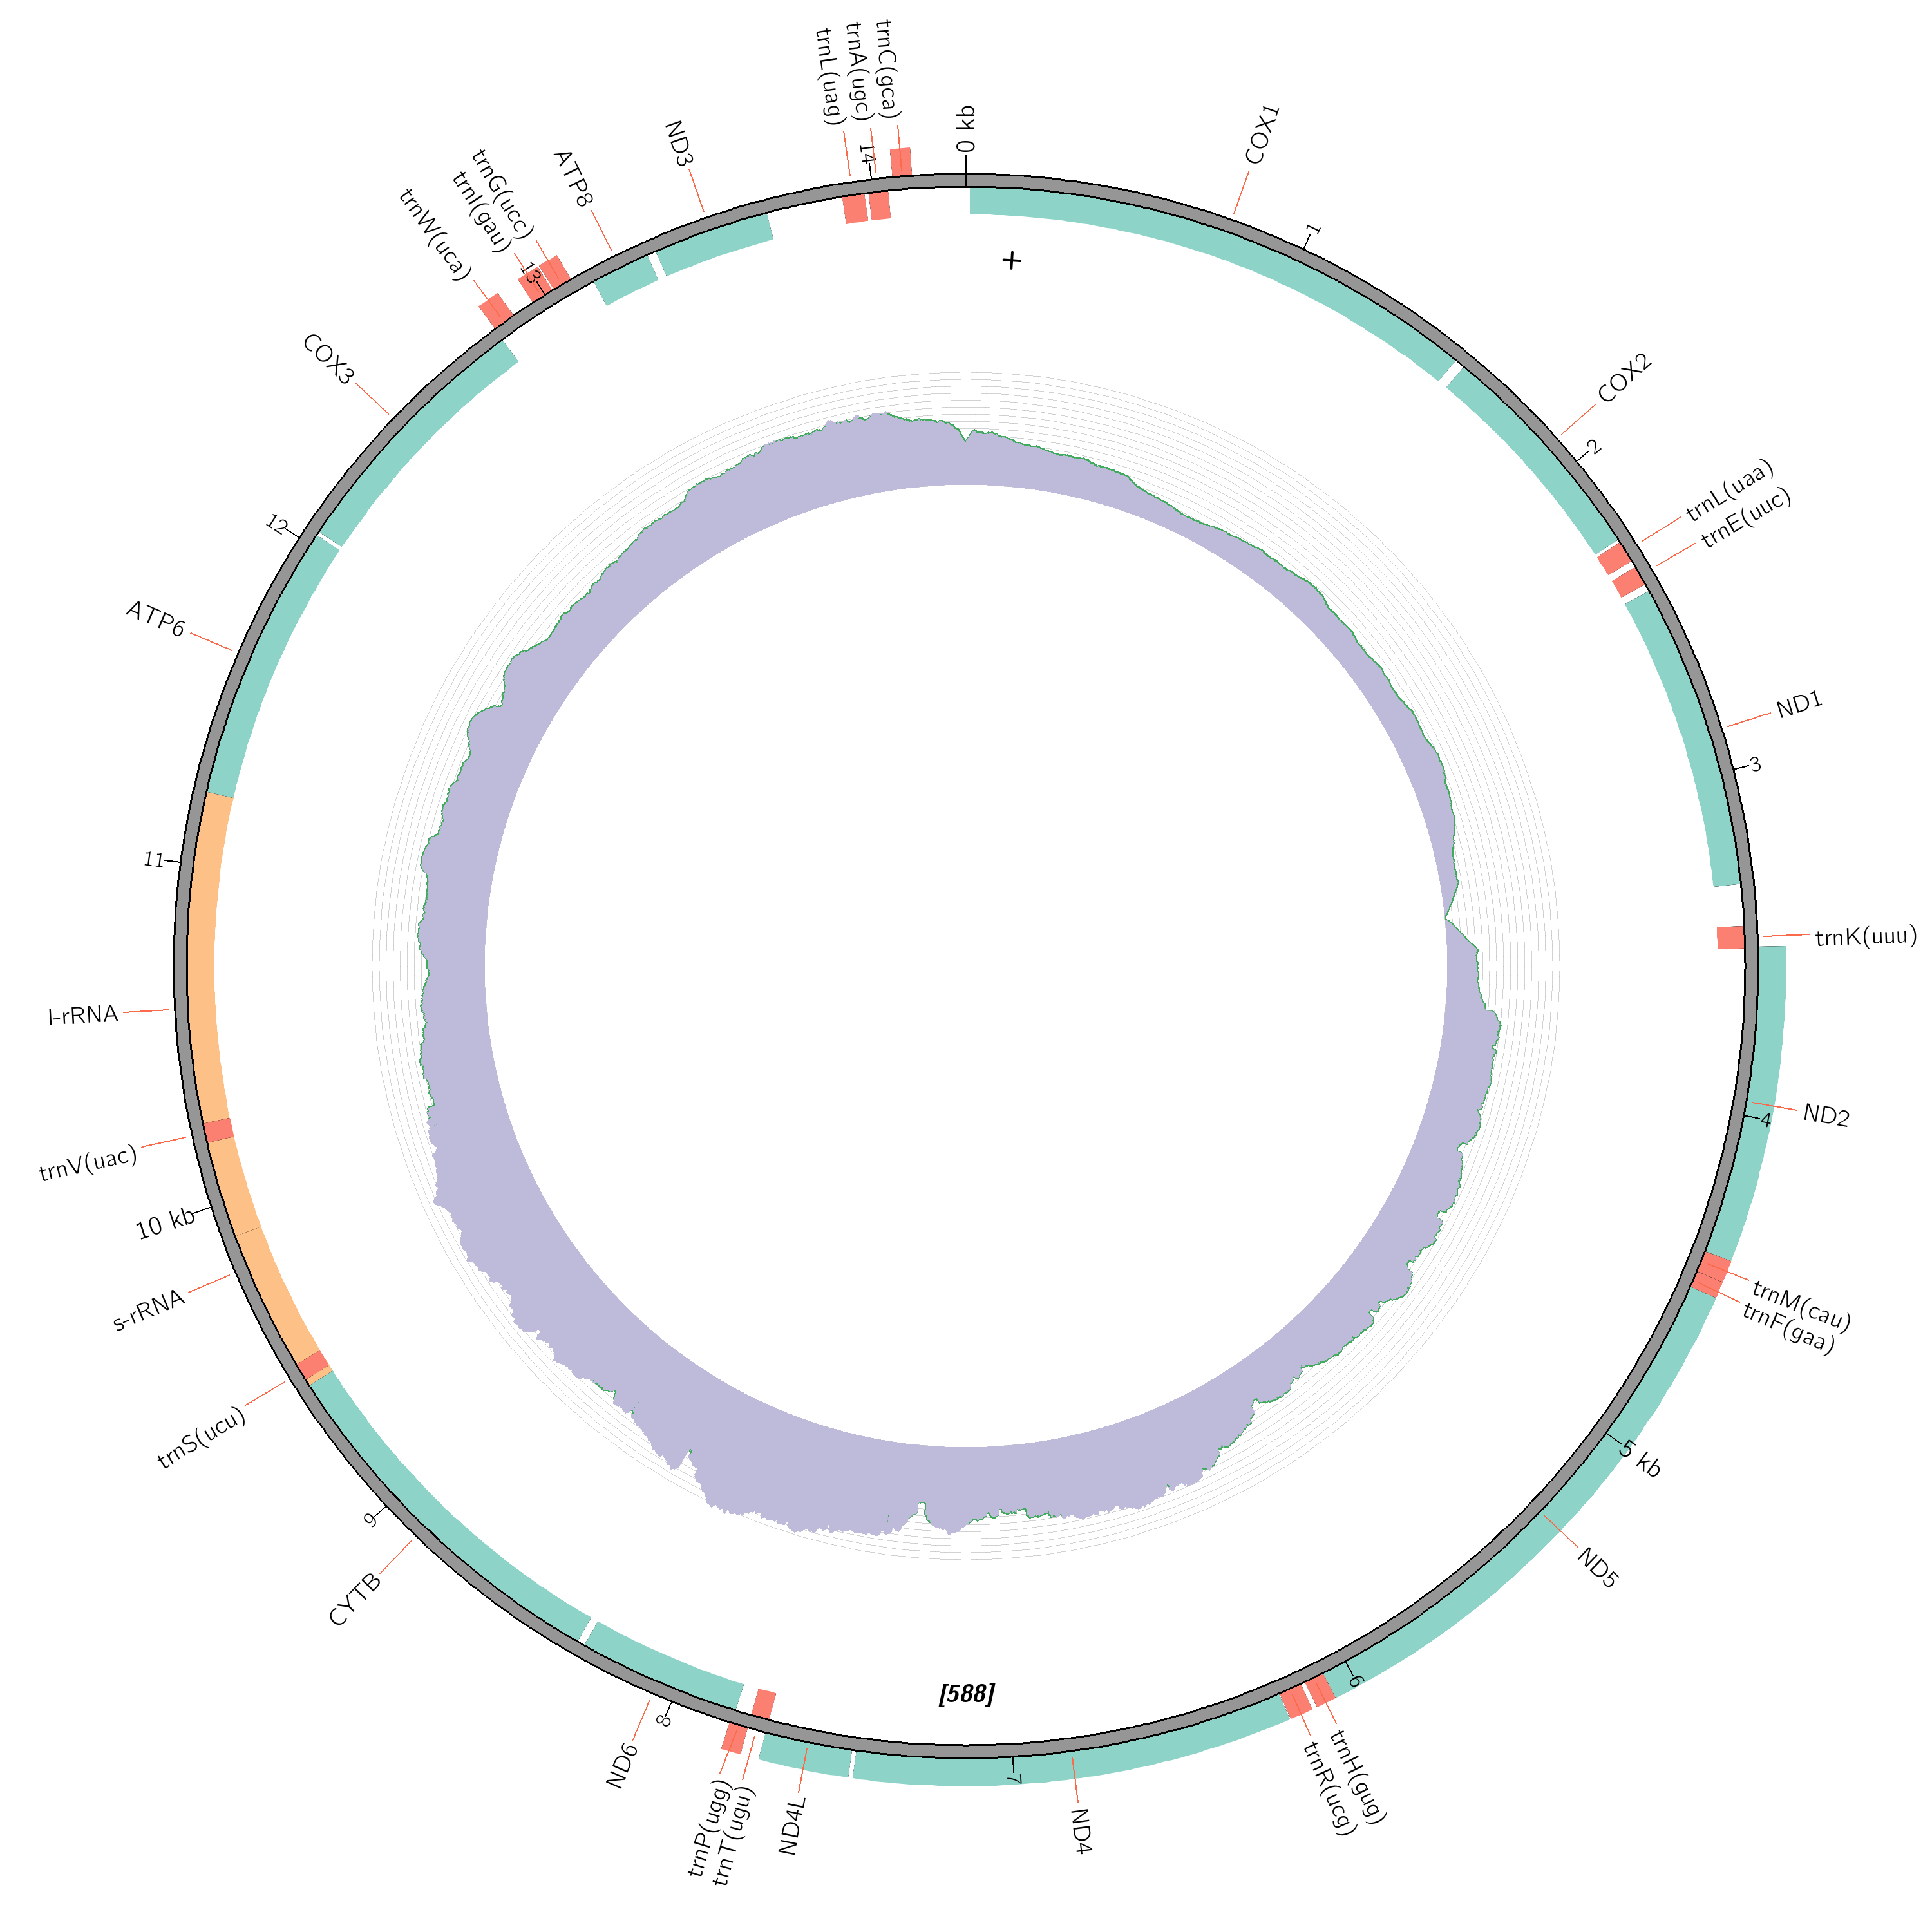 0 kb
COX1
1
COX2
2
trnL(uaa)
trnE(uuc)
ND1
3
trnK(uuu)
ND2
4
trnM(cau)
trnF(gaa)
5 kb
ND5
6
trnH(gug)
trnR(ucg)
ND4
7
ND4L
trnT(ugu)
trnP(ugg)
8
ND6
CYTB
9
trnS(ucu)
s-rRNA
10 kb
trnV(uac)
l-rRNA
11
ATP6
12
COX3
trnW(uca)
trnI(gau)
13
trnG(ucc)
ATP8
ND3
trnL(uag)
14
trnA(ugc)
trnC(gca)
+
[588]